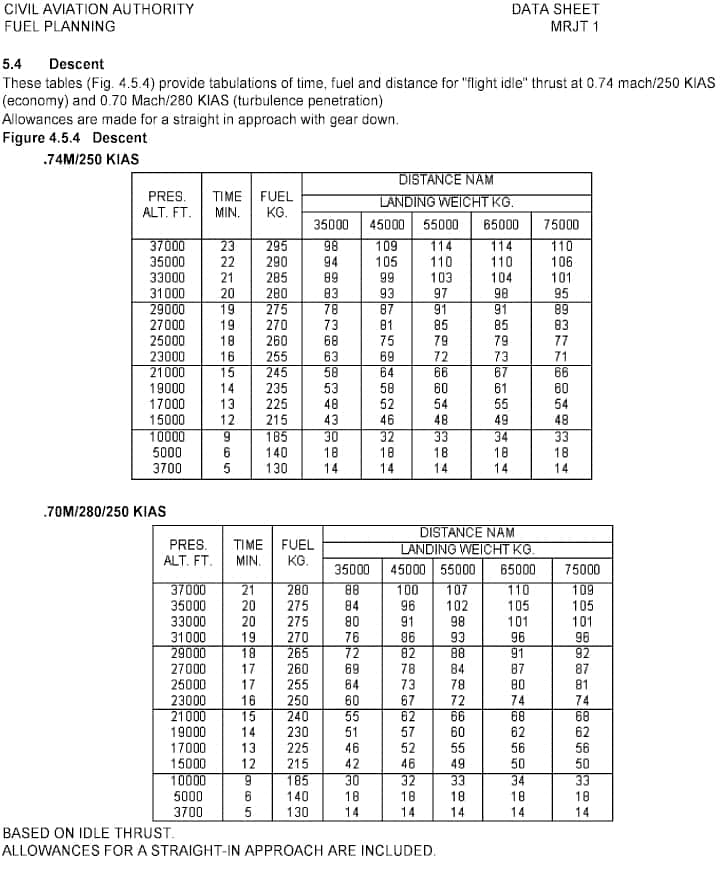 CIVIL AVIATION AUTHORITY DATA SHEET
FUEL PLANNING MRJT 1
5.4 Descent
These tables (Fig. 4.5.4) provide tabulations of time, fuel and distance for "flight idle" thrust at 0.74 mach/250 KIAS
(economy) and 0.70 Mach/280 KIAS (turbulence penetration)
Allowances are made for a straight in approach with gear down.
Figure 4.5.4 Descent
.74M/250 KIAS
DISTANCE NAM
PRES. TIME FUEL LANDING WEICHT KG.
ALT. FT. MIN. KG.
35000 45000 55000 65000 75000
37000 23 295 98 109 114 114 110
35000 22 290 94 105 110 110 106
33000 21 285 89 99 103 104 101
31000 20 280 83 93 97 98 95
29000 19 275 78 87 91 91 89
27000 19 270 73 81 85 85 83
25000 18 260 68 75 79 79 77
23000 16 255 63 69 72 73 71
21000 15 245 58 64 66 67 66
19000 14 235 53 58 60 61 60
17000 13 225 48 52 54 55 54
15000 12 215 43 46 48 49 48
10000 9 185 30 32 33 34 33
5000 6 140 18 18 18 18 18
3700 5 130 14 14 14 14 14
.70M/280/250 KIAS
DISTANCE NAM
PRES. TIME FUEL LANDING WEICHT KG.
ALT. FT. MIN. KG.
35000 45000 55000 65000 75000
37000 21 280 88 100 107 110 109
35000 20 275 84 96 102 105 105
33000 20 275 80 91 98 101 101
31000 19 270 76 86 93 96 96
29000 18 265 72 82 88 91 92
27000 17 260 69 78 84 87 87
25000 17 255 64 73 78 80 81
23000 16 250 60 67 72 74 74
21000 15 240 55 62 66 68 68
19000 14 230 51 57 60 62 62
17000 13 225 46 52 55 56 56
15000 12 215 42 46 49 50 50
10000 9 185 30 32 33 34 33
5000 6 140 18 18 18 18 18
3700 5 130 14 14 14 14 14
BASED ON IDLE THRUST.
ALLOWANCES FOR A STRAIGHT-IN APPROACH ARE INCLUDED.